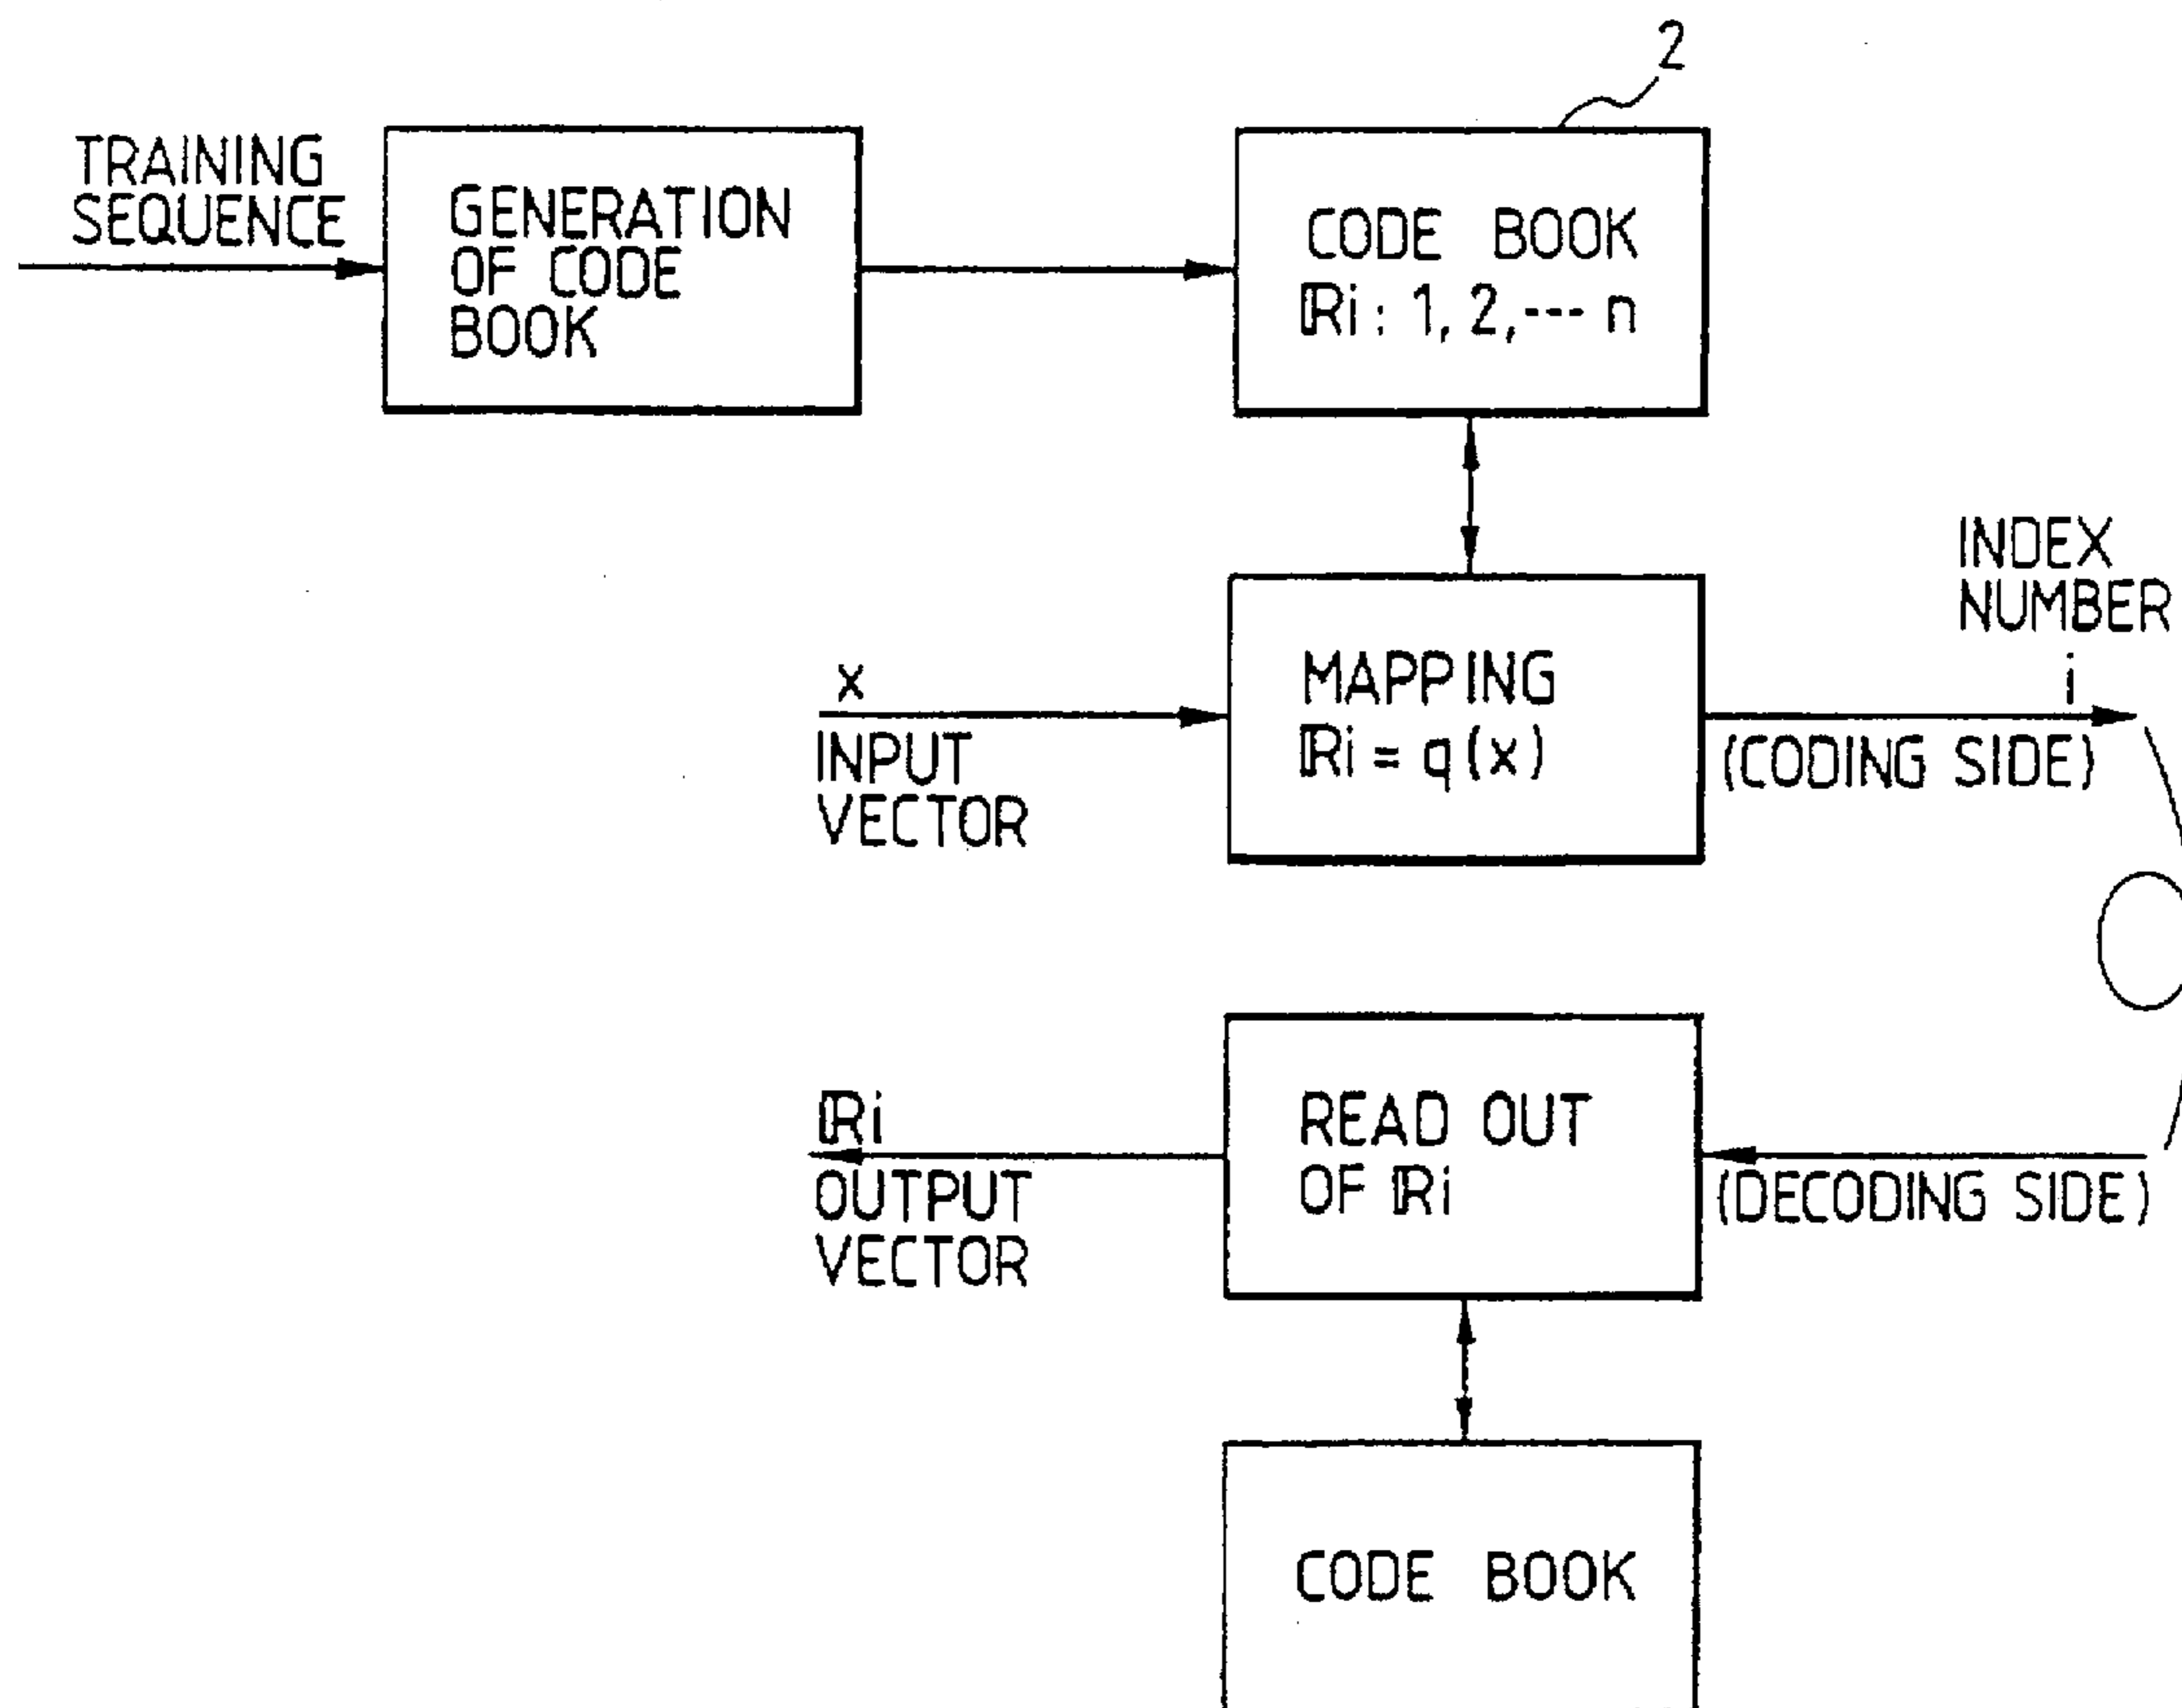 2
TRAINING
SEQUENCE
GENERATION
OF CODE
BOOK
CODE BOOK
ℝi : 1, 2, --- n
INDEX
NUMBER
i
x
INPUT
VECTOR
MAPPING
ℝi = q(x)
(CODING SIDE)
ℝi
OUTPUT
VECTOR
READ OUT
OF ℝi
(DECODING SIDE)
CODE BOOK